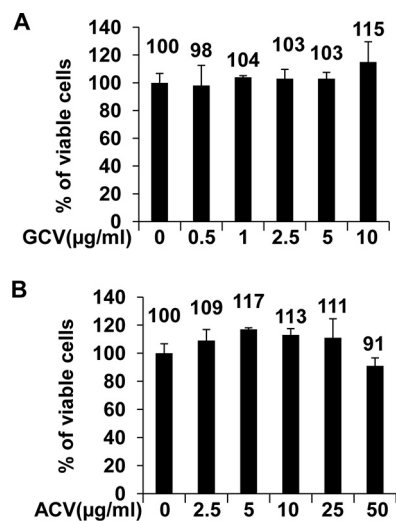 A
140
120
100
80
60
40
20
0
% of viable cells
100 98 104 103 103 115
GCV(µg/ml) 0 0.5 1 2.5 5 10
B
140
120
100
80
60
40
20
0
% of viable cells
100 109 117 113 111 91
ACV(µg/ml) 0 2.5 5 10 25 50